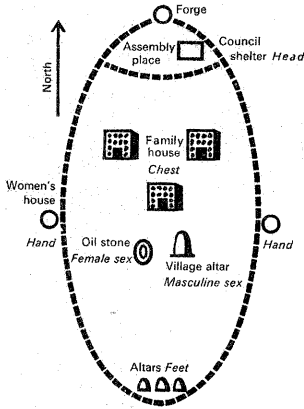 Forge
Assembly
place
Council
shelter Head
North
Family
house
Chest
Women's
house
Hand
Hand
Oil stone
Female sex
Village altar
Masculine sex
Altars Feet